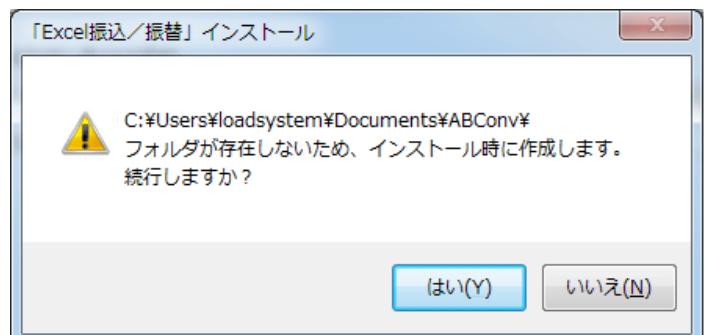 「Excel振込／振替」インストール
C:¥Users¥loadsystem¥Documents¥ABConv¥
フォルダが存在しないため、インストール時に作成します。
続行しますか？
はい(Y) いいえ(N)